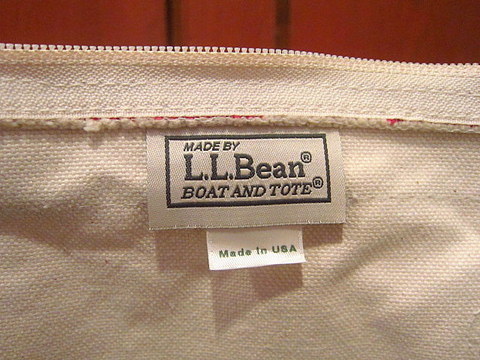 MADE BY
L.L.Bean®
BOAT AND TOTE®
Made in USA